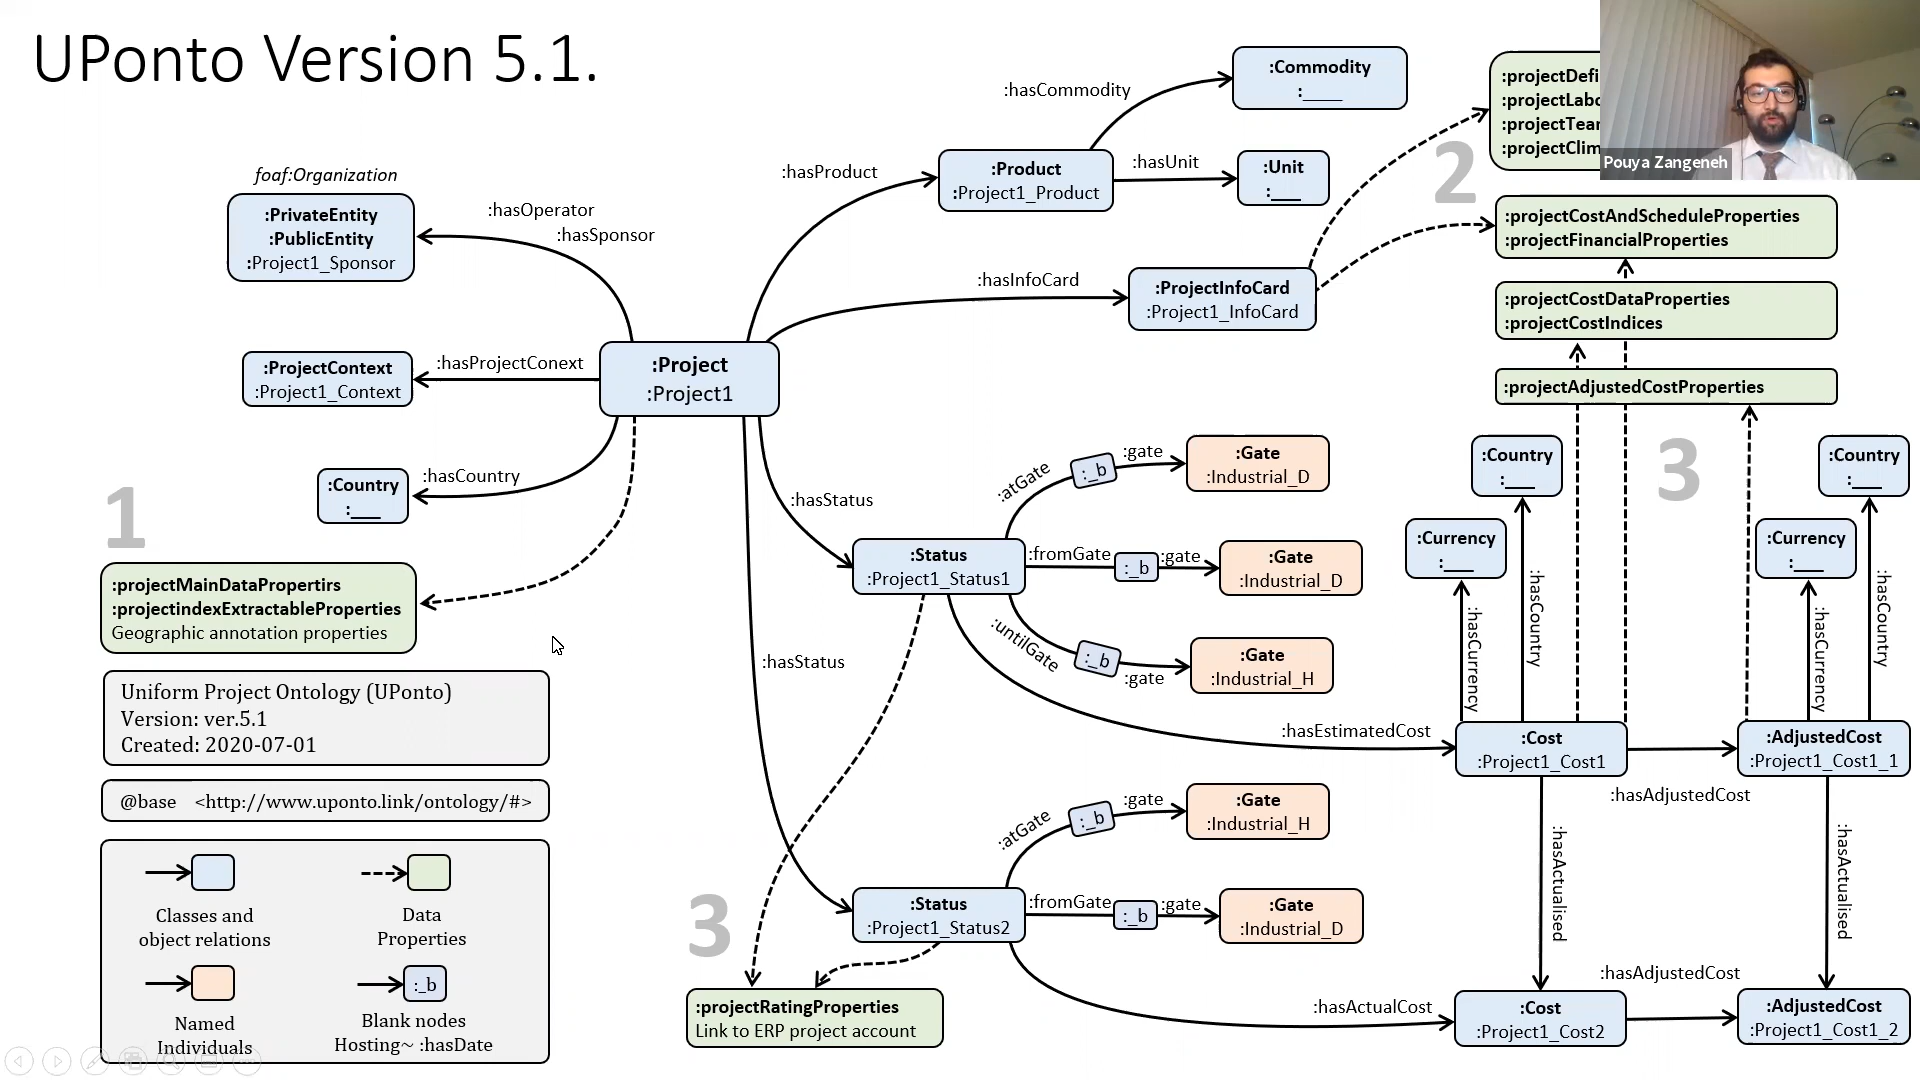 UPonto Version 5.1.
:Commodity
:____
:hasCommodity
:projectDefi
:projectLabo
:projectTea
:projectClim
2
Pouya Zangeneh
foaf:Organization
:PrivateEntity
:PublicEntity
:Project1_Sponsor
:hasOperator
:hasSponsor
:hasProduct
:Product
:Project1_Product
:hasUnit
:Unit
:___
:projectCostAndScheduleProperties
:projectFinancialProperties
:hasInfoCard
:ProjectInfoCard
:Project1_InfoCard
:projectCostDataProperties
:projectCostIndices
:projectAdjustedCostProperties
:ProjectContext
:Project1_Context
:hasProjectConext
:Project
:Project1
:Country
:___
:hasCountry
1
:projectMainDataPropertirs
:projectindexExtractableProperties
Geographic annotation properties
:hasStatus
:Status
:Project1_Status1
:atGate
:_b
:gate
:Gate
:Industrial_D
:fromGate
:_b
:gate
:Gate
:Industrial_D
:untilGate
:_b
:gate
:Gate
:Industrial_H
3
:Country
:___
:Currency
:___
:hasCurrency
:hasCountry
:Country
:___
:Currency
:___
:hasCurrency
:hasCountry
:hasStatus
:hasEstimatedCost
:Cost
:Project1_Cost1
:hasAdjustedCost
:AdjustedCost
:Project1_Cost1_1
Uniform Project Ontology (UPonto)
Version: ver.5.1
Created: 2020-07-01
@base <http://www.uponto.link/ontology/#>
:atGate
:_b
:gate
:Gate
:Industrial_H
:Status
:Project1_Status2
:fromGate
:_b
:gate
:Gate
:Industrial_D
:hasActualised
:hasActualised
3
:projectRatingProperties
Link to ERP project account
:hasActualCost
:Cost
:Project1_Cost2
:hasAdjustedCost
:AdjustedCost
:Project1_Cost1_2
Classes and
object relations
Data
Properties
Named
Individuals
:_b
Blank nodes
Hosting~ :hasDate